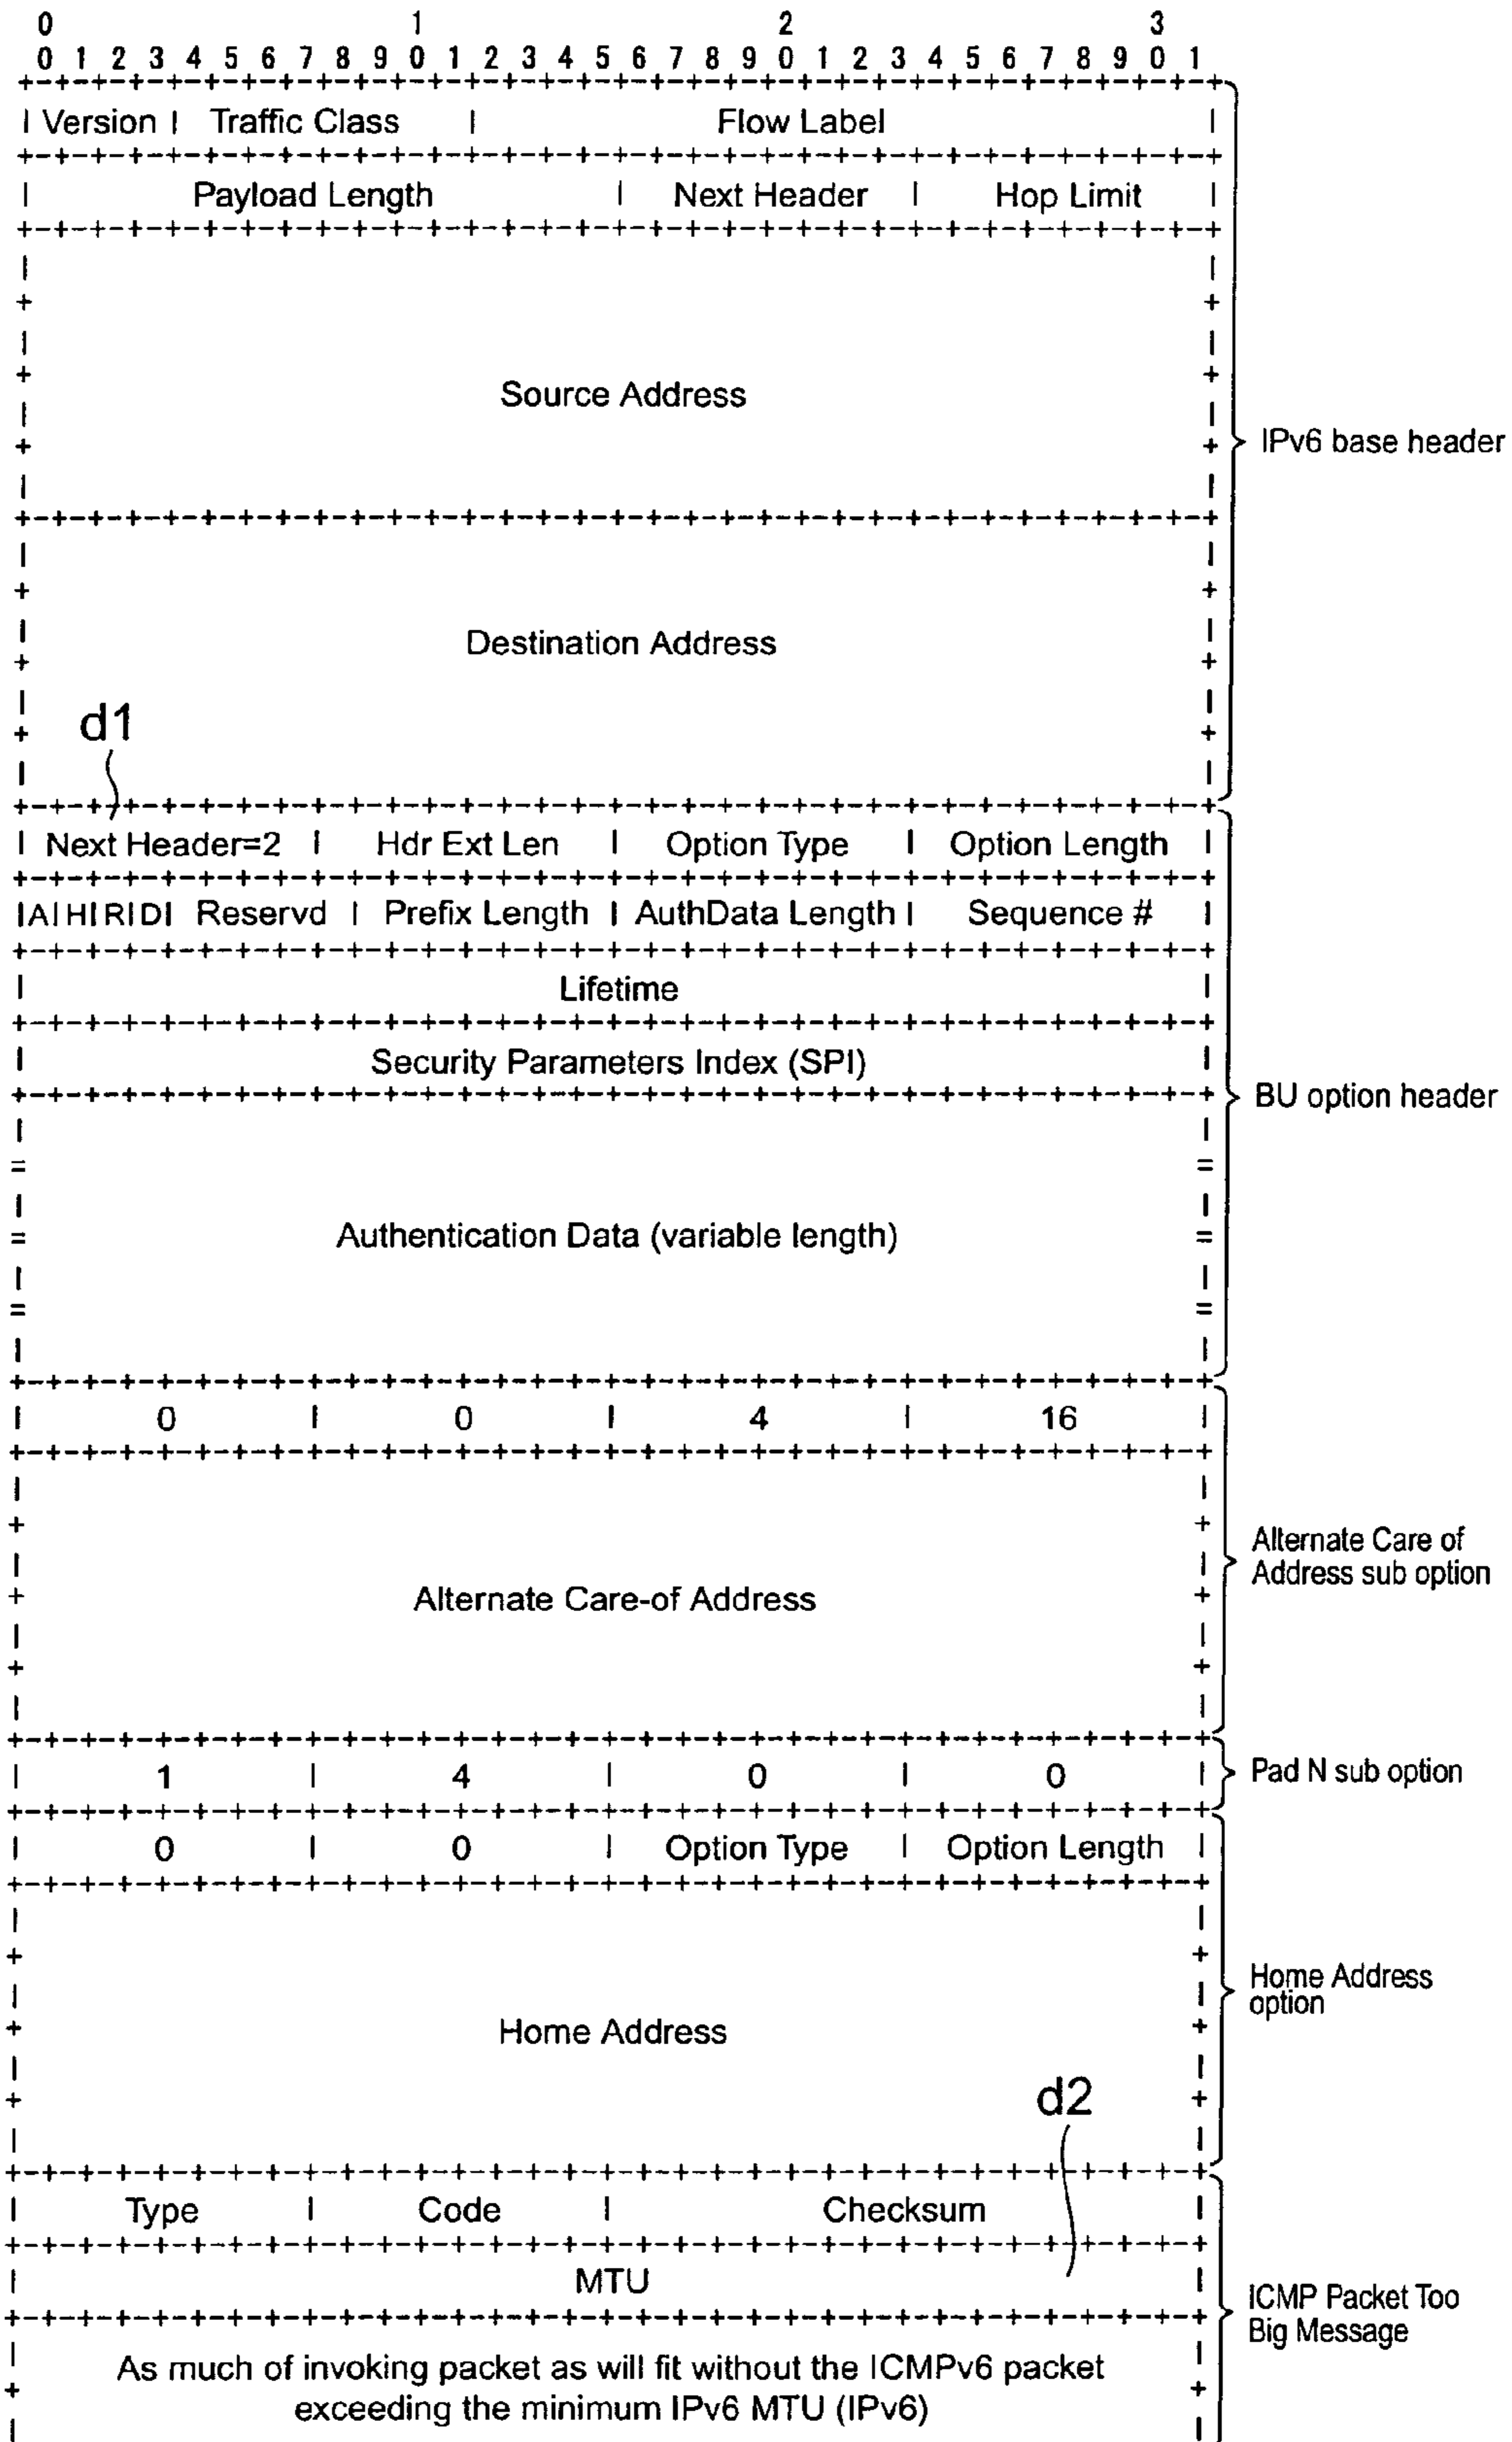 0 1 2 3
0 1 2 3 4 5 6 7 8 9 0 1 2 3 4 5 6 7 8 9 0 1 2 3 4 5 6 7 8 9 0 1
Version | Traffic Class | Flow Label
Payload Length | Next Header | Hop Limit
Source Address
IPv6 base header
Destination Address
d1
Next Header=2 | Hdr Ext Len | Option Type | Option Length
|A|H|R|D| Reservd | Prefix Length | AuthData Length | Sequence #
Lifetime
Security Parameters Index (SPI)
BU option header
Authentication Data (variable length)
0 | 0 | 4 | 16
Alternate Care of
Address sub option
Alternate Care-of Address
1 | 4 | 0 | 0
Pad N sub option
0 | 0 | Option Type | Option Length
Home Address
option
Home Address
d2
Type | Code | Checksum
MTU
ICMP Packet Too
Big Message
As much of invoking packet as will fit without the ICMPv6 packet
exceeding the minimum IPv6 MTU (IPv6)